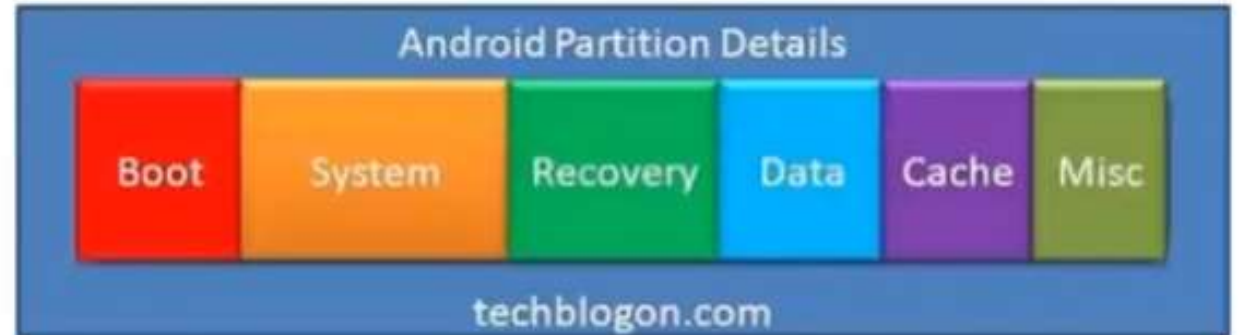 Android Partition Details
Boot System Recovery Data Cache Misc
techblogon.com